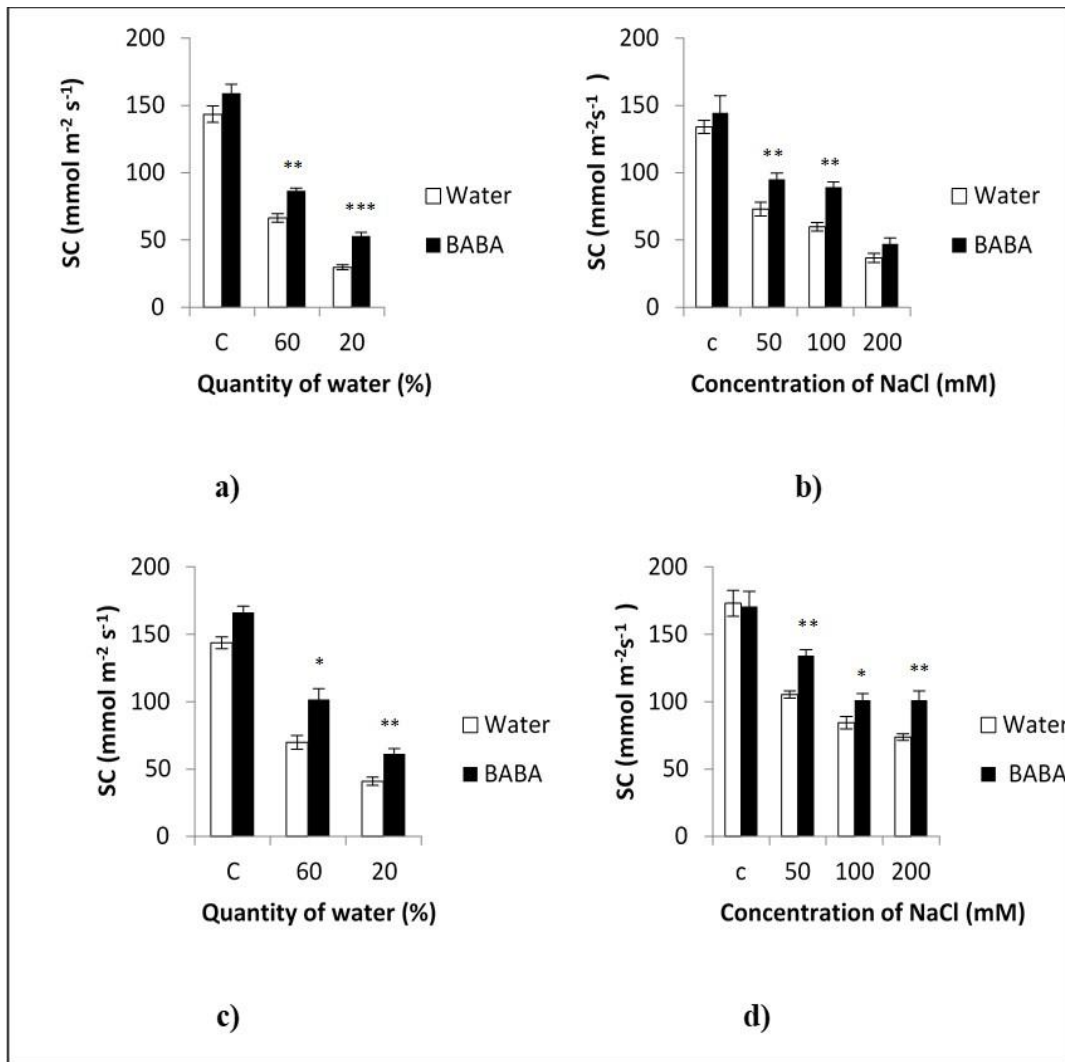 200
150
100
50
0
SC (mmol m⁻² s⁻¹)
**
***
Water
BABA
C 60 20
Quantity of water (%)
a)
200
150
100
50
0
SC (mmol m⁻²s⁻¹ )
**
**
Water
BABA
c 50 100 200
Concentration of NaCl (mM)
b)
200
150
100
50
0
SC (mmol m⁻² s⁻¹)
*
**
Water
BABA
C 60 20
Quantity of water (%)
c)
200
150
100
50
0
SC (mmol m⁻²s⁻¹ )
**
*
**
Water
BABA
c 50 100 200
Concentration of NaCl (mM)
d)